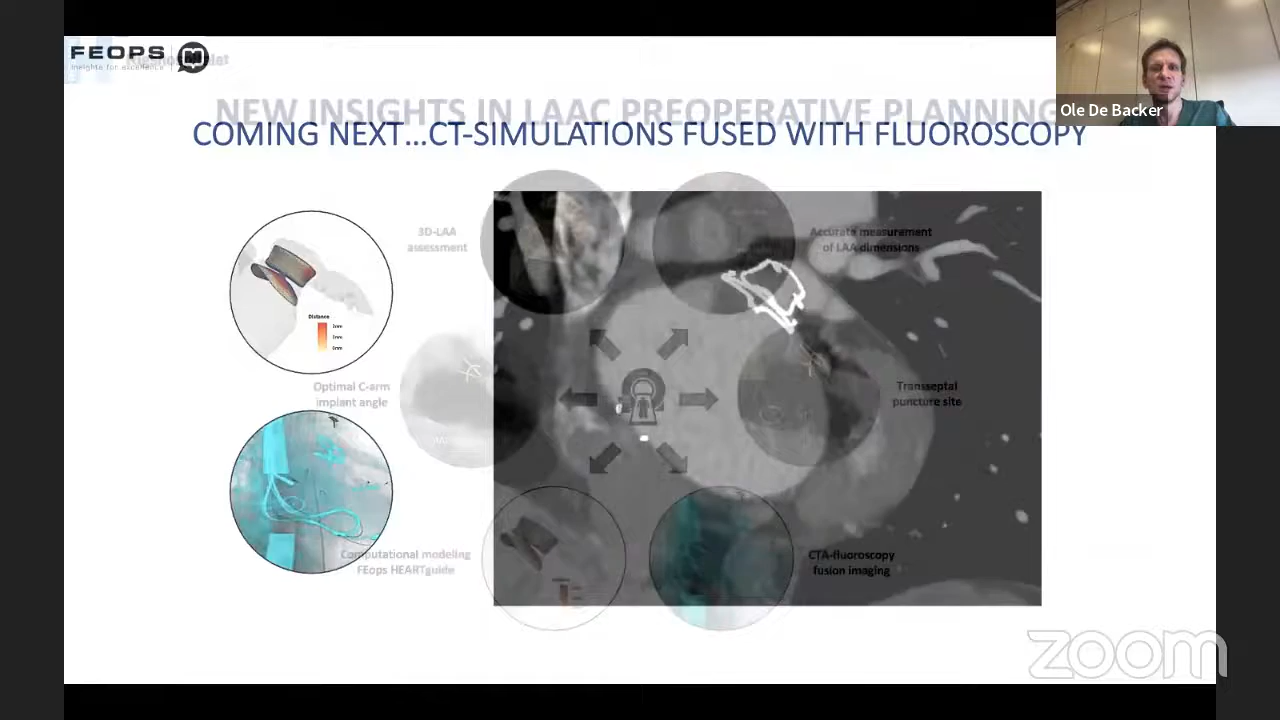 FEOPS
insights for excellence
NEW INSIGHTS IN LAAC PREOPERATIVE PLANNING
COMING NEXT...CT-SIMULATIONS FUSED WITH FLUOROSCOPY
Ole De Backer
3D-LAA
assessment
Accurate measurement
of LAA dimensions
Distance
Optimal C-arm
implant angle
Transseptal
puncture site
Computational modeling
FEops HEARTguide
CTA-fluoroscopy
fusion imaging
zoom